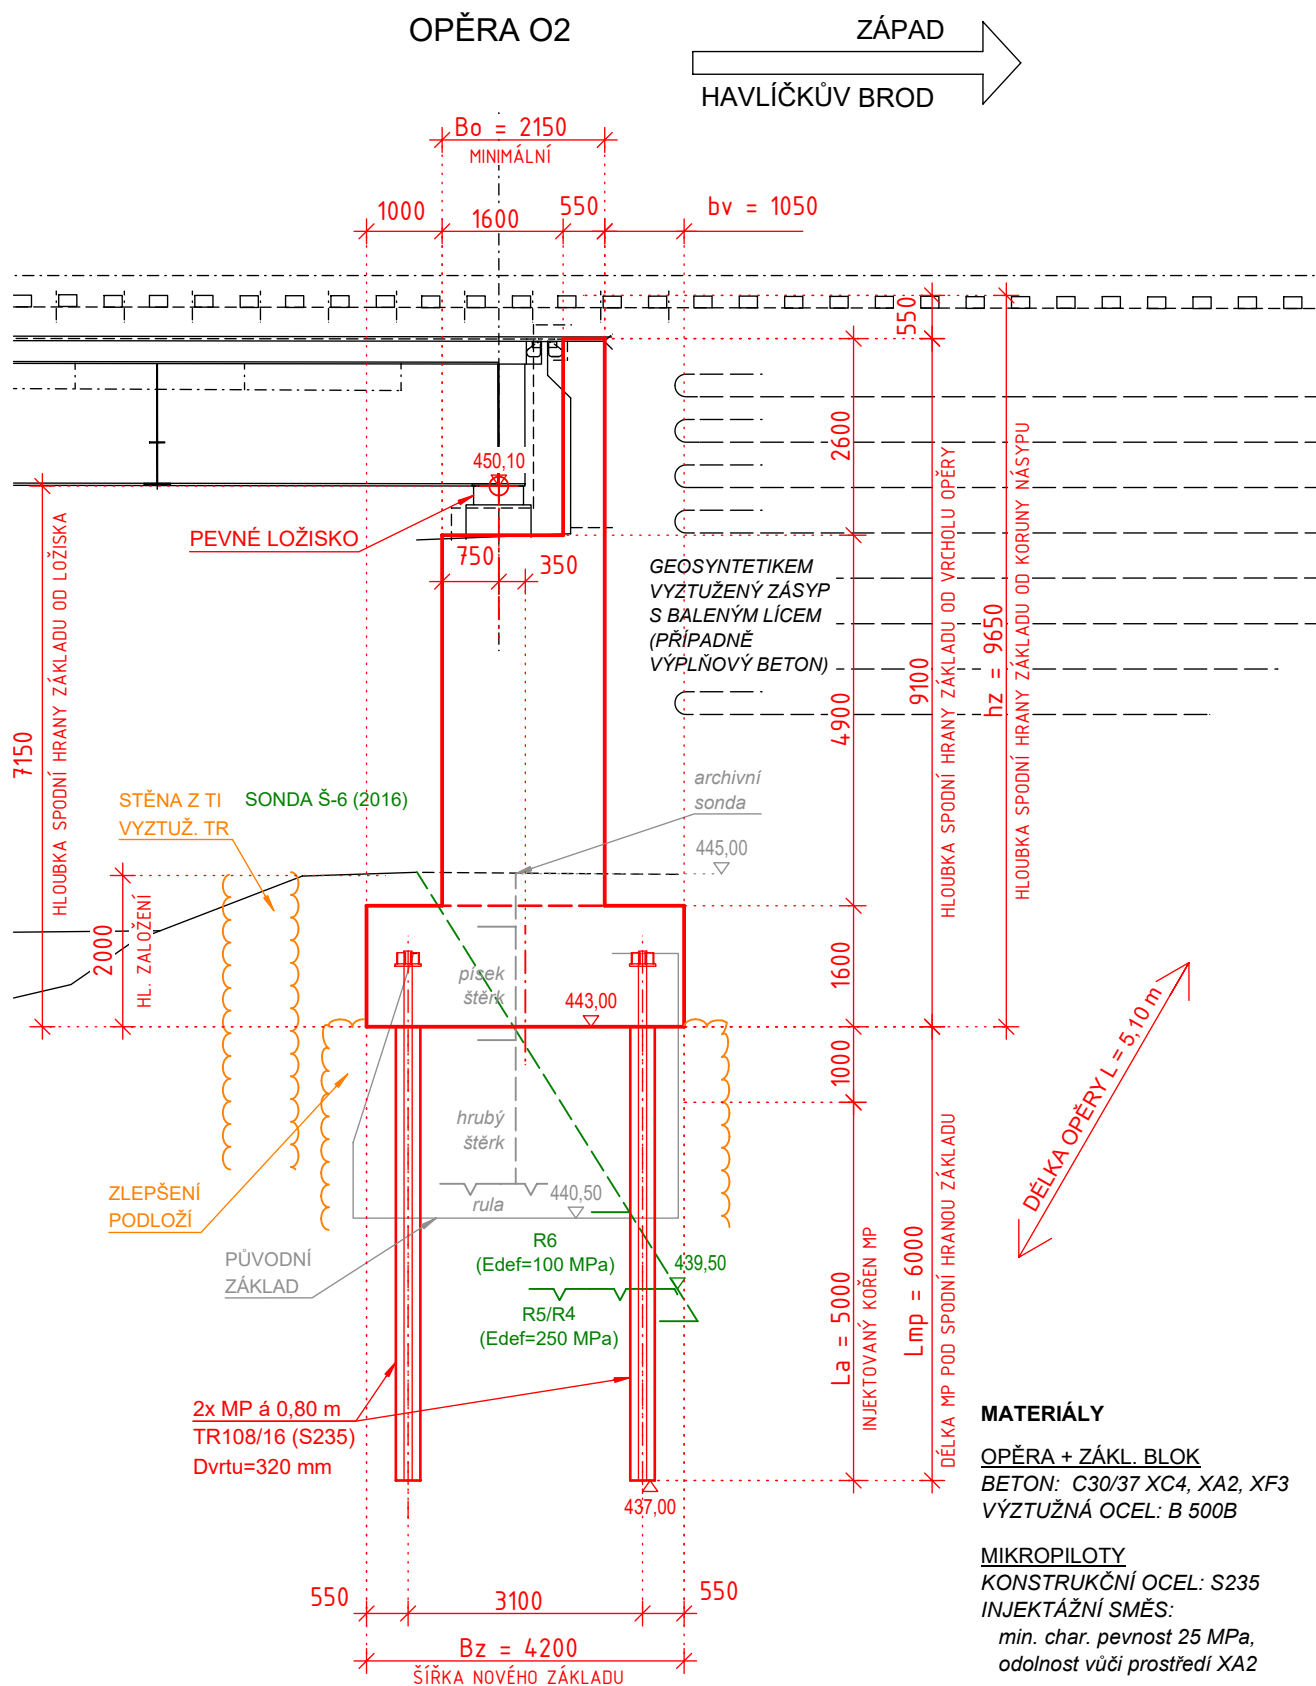 OPĚRA O2
ZÁPAD
HAVLÍČKŮV BROD
Bo = 2150
MINIMÁLNÍ
1000
1600
550
bv = 1050
550
2600
450,10
PEVNÉ LOŽISKO
750
350
GEOSYNTETIKEM
VYZTUŽENÝ ZÁSYP
S BALENÝM LÍCEM
(PŘÍPADNĚ
VÝPLŇOVÝ BETON)
4900
9100
HLOUBKA SPODNÍ HRANY ZÁKLADU OD VRCHOLU OPĚRY
hz = 9650
HLOUBKA SPODNÍ HRANY ZÁKLADU OD KORUNY NÁSYPU
7150
HLOUBKA SPODNÍ HRANY ZÁKLADU OD LOŽISKA
STĚNA Z TI
VYZTUŽ. TR
SONDA Š-6 (2016)
archivní
sonda
445,00
2000
HL. ZALOŽENÍ
písek
štěrk
443,00
1600
1000
hrubý
štěrk
DÉLKA OPĚRY L = 5,10 m
ZLEPŠENÍ
PODLOŽÍ
rula
440,50
PŮVODNÍ
ZÁKLAD
R6
(Edef=100 MPa)
439,50
R5/R4
(Edef=250 MPa)
La = 5000
INJEKTOVANÝ KOŘEN MP
Lmp = 6000
DÉLKA MP POD SPODNÍ HRANOU ZÁKLADU
2x MP á 0,80 m
TR108/16 (S235)
Dvrtu=320 mm
437,00
MATERIÁLY
OPĚRA + ZÁKL. BLOK
BETON: C30/37 XC4, XA2, XF3
VÝZTUŽNÁ OCEL: B 500B
MIKROPILOTY
KONSTRUKČNÍ OCEL: S235
INJEKTÁŽNÍ SMĚS:
min. char. pevnost 25 MPa,
odolnost vůči prostředí XA2
550
3100
550
Bz = 4200
ŠÍŘKA NOVÉHO ZÁKLADU